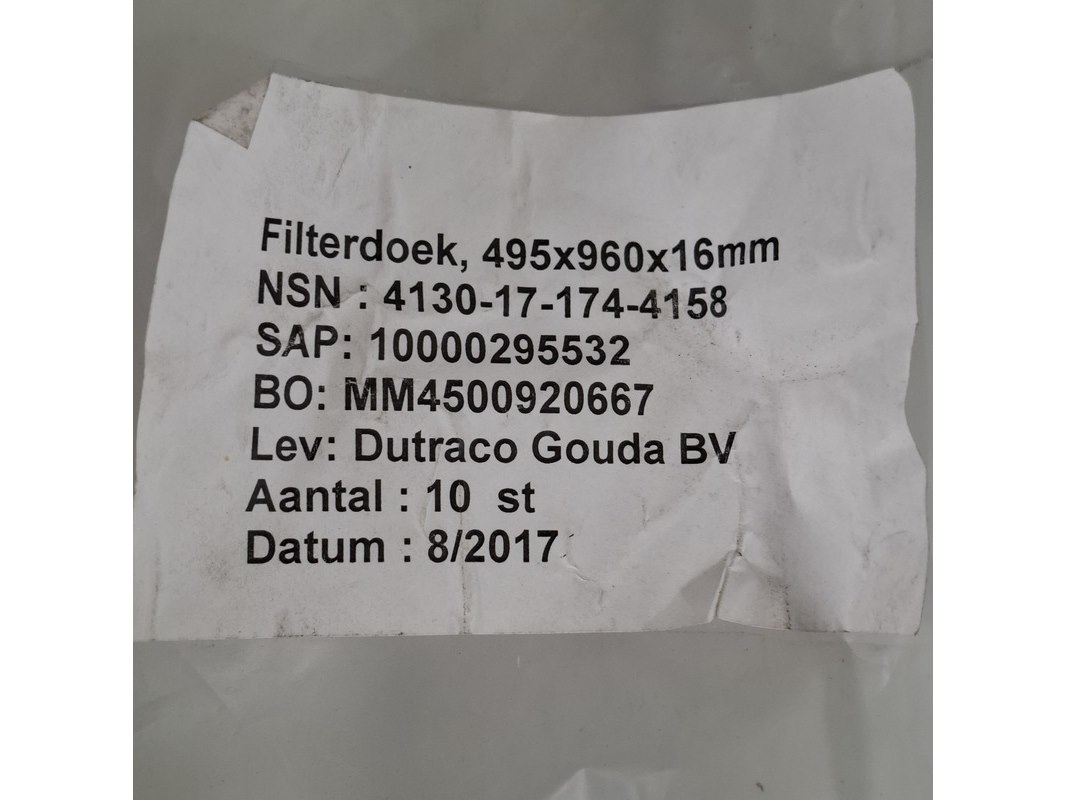 Filterdoek, 495x960x16mm
NSN : 4130-17-174-4158
SAP: 10000295532
BO: MM4500920667
Lev: Dutraco Gouda BV
Aantal : 10 st
Datum : 8/2017